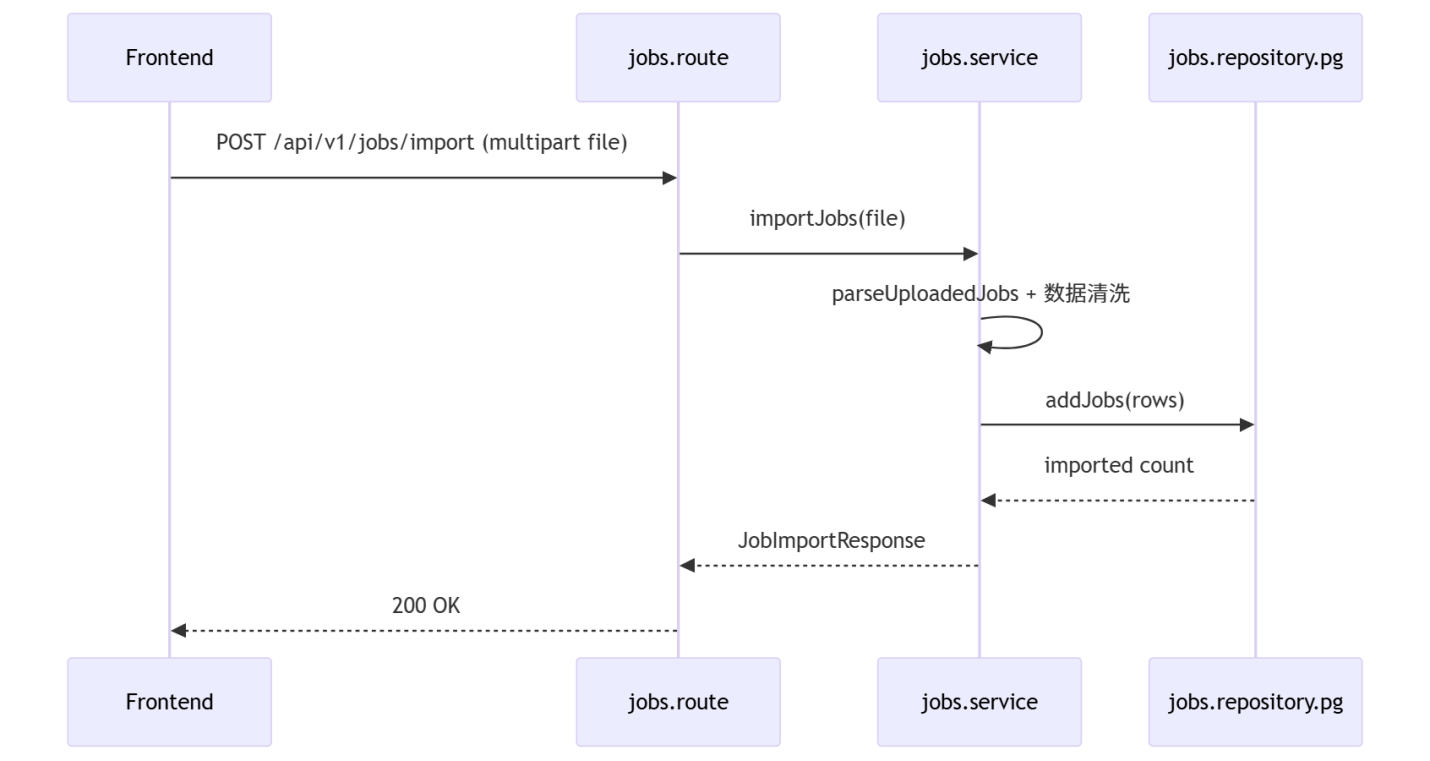 Frontend
jobs.route
jobs.service
jobs.repository.pg
POST /api/v1/jobs/import (multipart file)
importJobs(file)
parseUploadedJobs + 数据清洗
addJobs(rows)
imported count
JobImportResponse
200 OK
Frontend
jobs.route
jobs.service
jobs.repository.pg